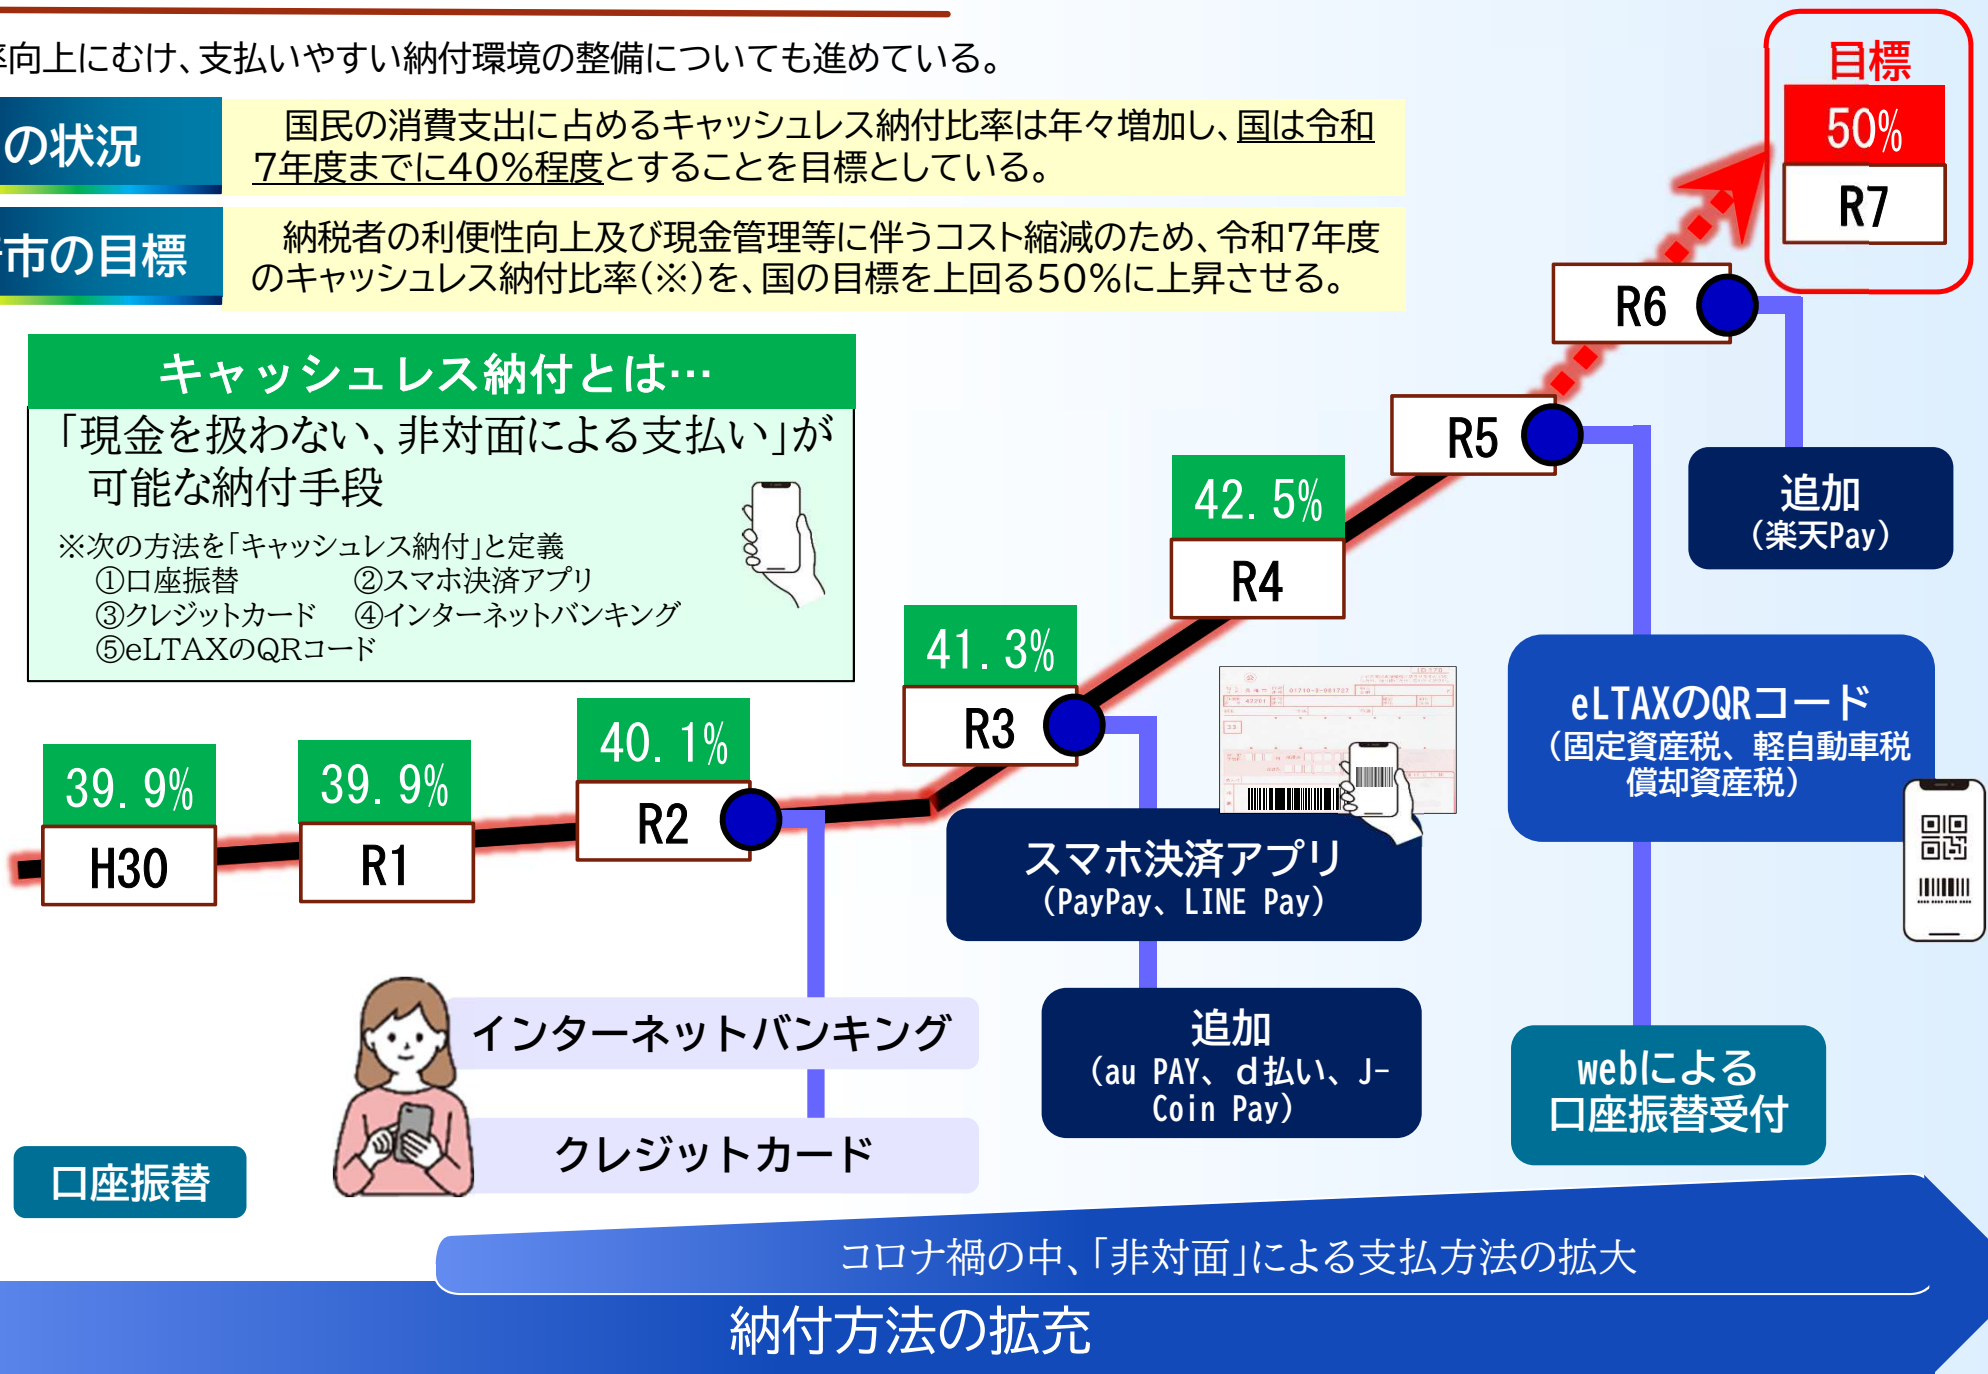 向上にむけ、支払いやすい納付環境の整備についても進めている。
の状況
国民の消費支出に占めるキャッシュレス納付比率は年々増加し、国は令和
7年度までに40%程度とすることを目標としている。
市の目標
納税者の利便性向上及び現金管理等に伴うコスト縮減のため、令和7年度
のキャッシュレス納付比率(※)を、国の目標を上回る50%に上昇させる。
目標
50%
R7
キャッシュレス納付とは…
「現金を扱わない、非対面による支払い」が
可能な納付手段
※次の方法を「キャッシュレス納付」と定義
①口座振替 ②スマホ決済アプリ
③クレジットカード ④インターネットバンキング
⑤eLTAXのQRコード
39.9%
H30
39.9%
R1
40.1%
R2
41.3%
R3
42.5%
R4
R5
R6
追加
(楽天Pay)
eLTAXのQRコード
(固定資産税、軽自動車税
償却資産税)
スマホ決済アプリ
(PayPay、LINE Pay)
追加
(au PAY、d払い、J-
Coin Pay)
webによる
口座振替受付
インターネットバンキング
クレジットカード
口座振替
コロナ禍の中、「非対面」による支払方法の拡大
納付方法の拡充